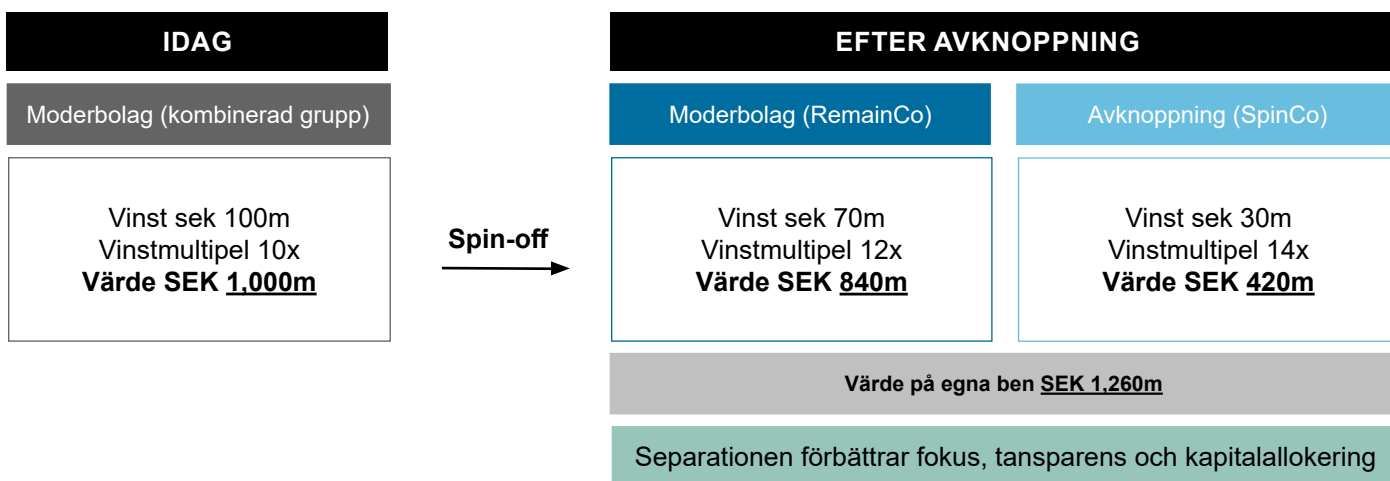 IDAG
EFTER AVKNOPPNING
Moderbolag (kombinerad grupp)
Moderbolag (RemainCo)
Avknoppning (SpinCo)
Vinst sek 100m
Vinstmultipel 10x
Värde SEK 1,000m
Spin-off
Vinst sek 70m
Vinstmultipel 12x
Värde SEK 840m
Vinst sek 30m
Vinstmultipel 14x
Värde SEK 420m
Värde på egna ben SEK 1,260m
Separationen förbättrar fokus, tansparens och kapitalallokering